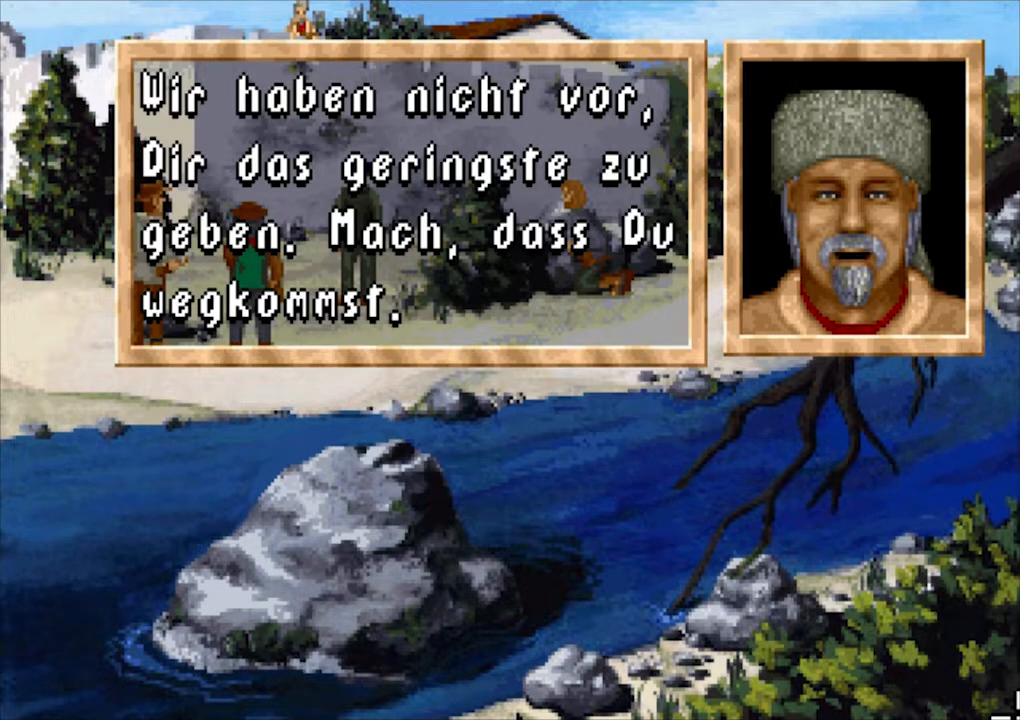 Wir haben nicht vor,
Dir das geringste zu
geben. Mach, dass Du
wegkommst.